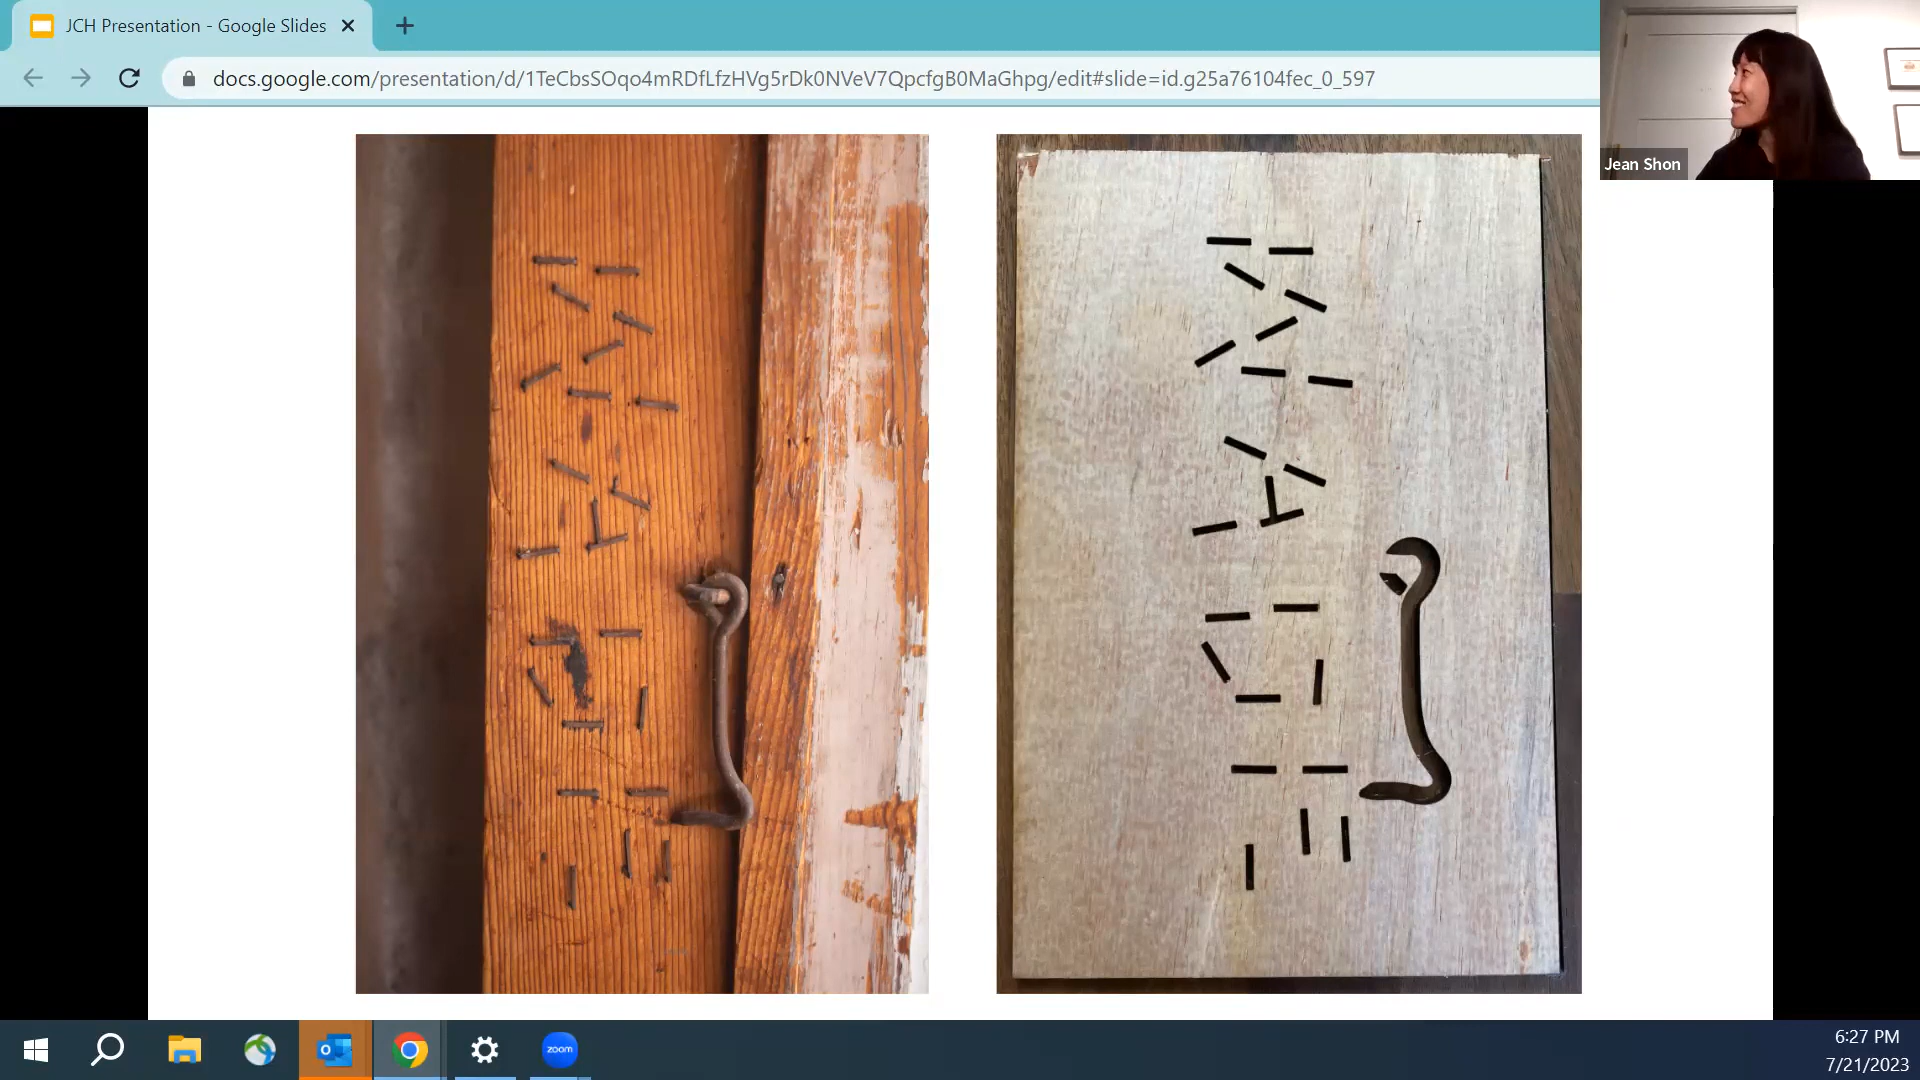 JCH Presentation - Google Slides
docs.google.com/presentation/d/1TeCbsSOqo4mRDfLfzHVg5rDk0NVeV7QpcfgB0MaGhpg/edit#slide=id.g25a76104fec_0_597
Jean Shon
zoom
6:27 PM
7/21/2023